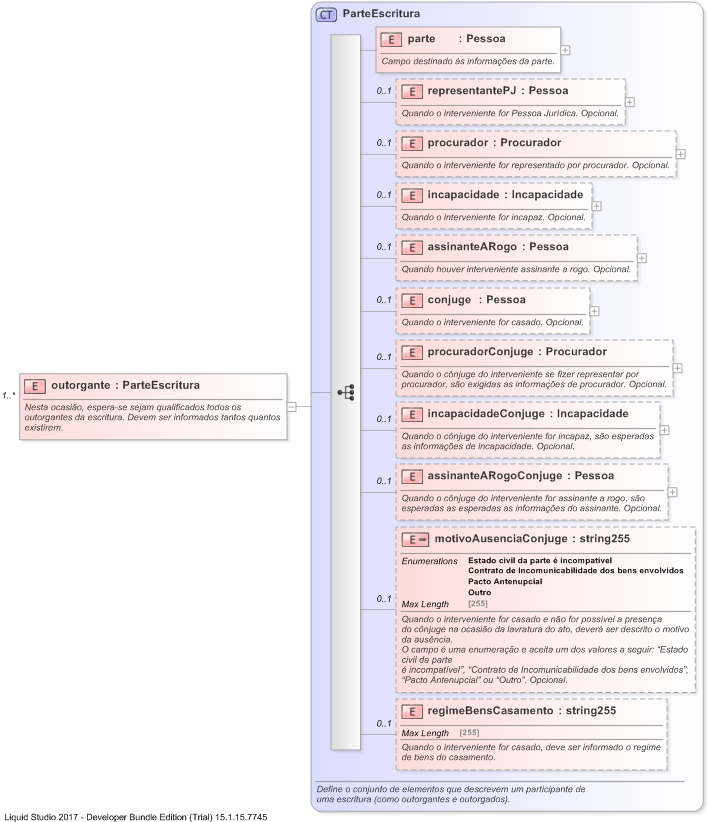 CT ParteEscritura
E parte : Pessoa
Campo destinado às informações da parte.
0..1 E representantePJ : Pessoa
Quando o interveniente for Pessoa Jurídica. Opcional.
0..1 E procurador : Procurador
Quando o interveniente for representado por procurador. Opcional.
0..1 E incapacidade : Incapacidade
Quando o interveniente for incapaz. Opcional.
0..1 E assinanteARogo : Pessoa
Quando houver interveniente assinante a rogo. Opcional.
0..1 E conjuge : Pessoa
Quando o interveniente for casado. Opcional.
0..1 E procuradorConjuge : Procurador
Quando o cônjuge do interveniente se fizer representar por
procurador, são exigidas as informações de procurador. Opcional.
1..* E outorgante : ParteEscritura
Nesta ocasião, espera-se sejam qualificados todos os
outorgantes da escritura. Devem ser informados tantos quantos
existirem.
0..1 E incapacidadeConjuge : Incapacidade
Quando o cônjuge do interveniente for incapaz, são esperadas
as informações de incapacidade. Opcional.
0..1 E assinanteARogoConjuge : Pessoa
Quando o cônjuge do interveniente for assinante a rogo, são
esperadas as esperadas as informações do assinante. Opcional.
0..1 E motivoAusenciaConjuge : string255
Enumerations Estado civil da parte é incompatível
Contrato de Incomunicabilidade dos bens envolvidos
Pacto Antenupcial
Outro
Max Length [255]
Quando o interveniente for casado e não for possível a presença
do cônjuge na ocasião da lavratura do ato, deverá ser descrito o motivo
da ausência.
O campo é uma enumeração e aceita um dos valores a seguir: “Estado
civil da parte
é incompatível”, “Contrato de Incomunicabilidade dos bens envolvidos”,
“Pacto Antenupcial” ou “Outro”. Opcional.
0..1 E regimeBensCasamento : string255
Max Length [255]
Quando o interveniente for casado, deve ser informado o regime
de bens do casamento.
Define o conjunto de elementos que descrevem um participante de
uma escritura (como outorgantes e outorgados).
Liquid Studio 2017 - Developer Bundle Edition (Trial) 15.1.15.7745